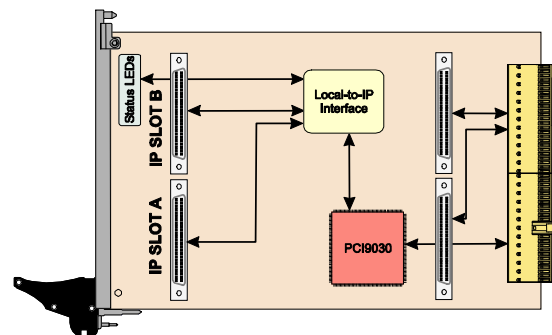 Status LEDs
IP SLOT B
Local-to-IP
Interface
IP SLOT A
PCI9030